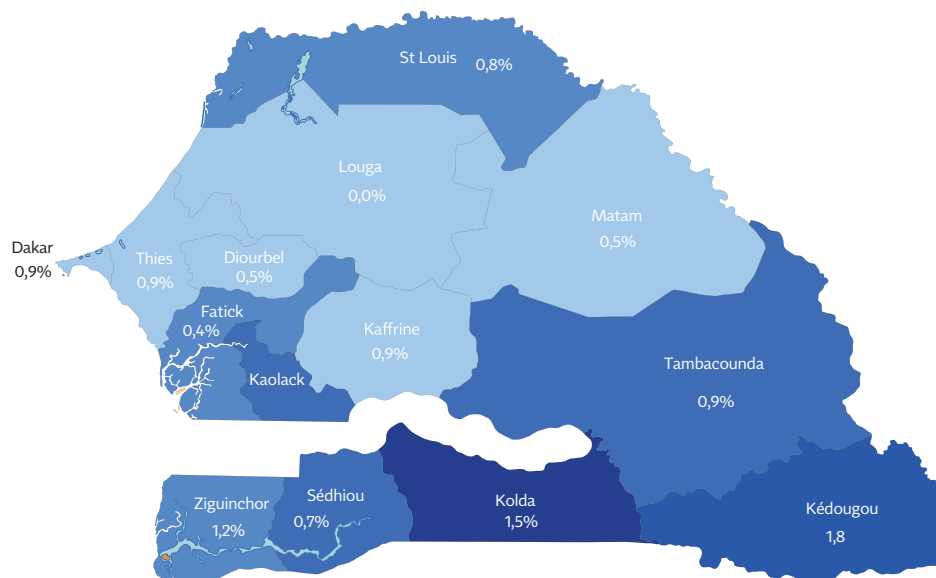 St Louis
0,8%
Louga
0,0%
Matam
0,5%
Dakar
0,9%
Thies
0,9%
Diourbel
0,5%
Fatick
0,4%
Kaffrine
0,9%
Kaolack
Tambacounda
0,9%
Ziguinchor
1,2%
Sédhiou
0,7%
Kolda
1,5%
Kédougou
1,8